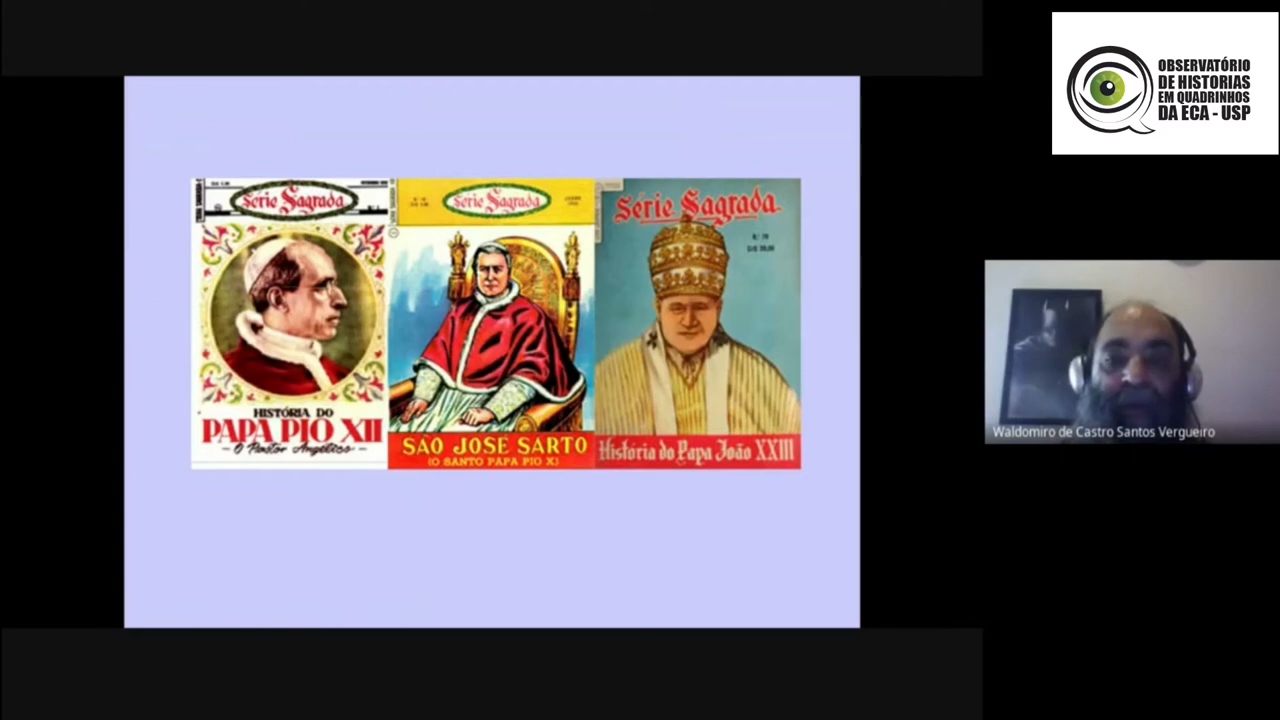 Série Sagrada
HISTÓRIA DO
PAPA PIO XII
— O Pastor Angélico —
Série Sagrada
SÃO JOSÉ SARTO
(O SANTO PAPA PIO X)
Série Sagrada
História do Papa João XXIII
OBSERVATÓRIO
DE HISTORIAS
EM QUADRINHOS
DA ECA - USP
Waldomiro de Castro Santos Vergueiro